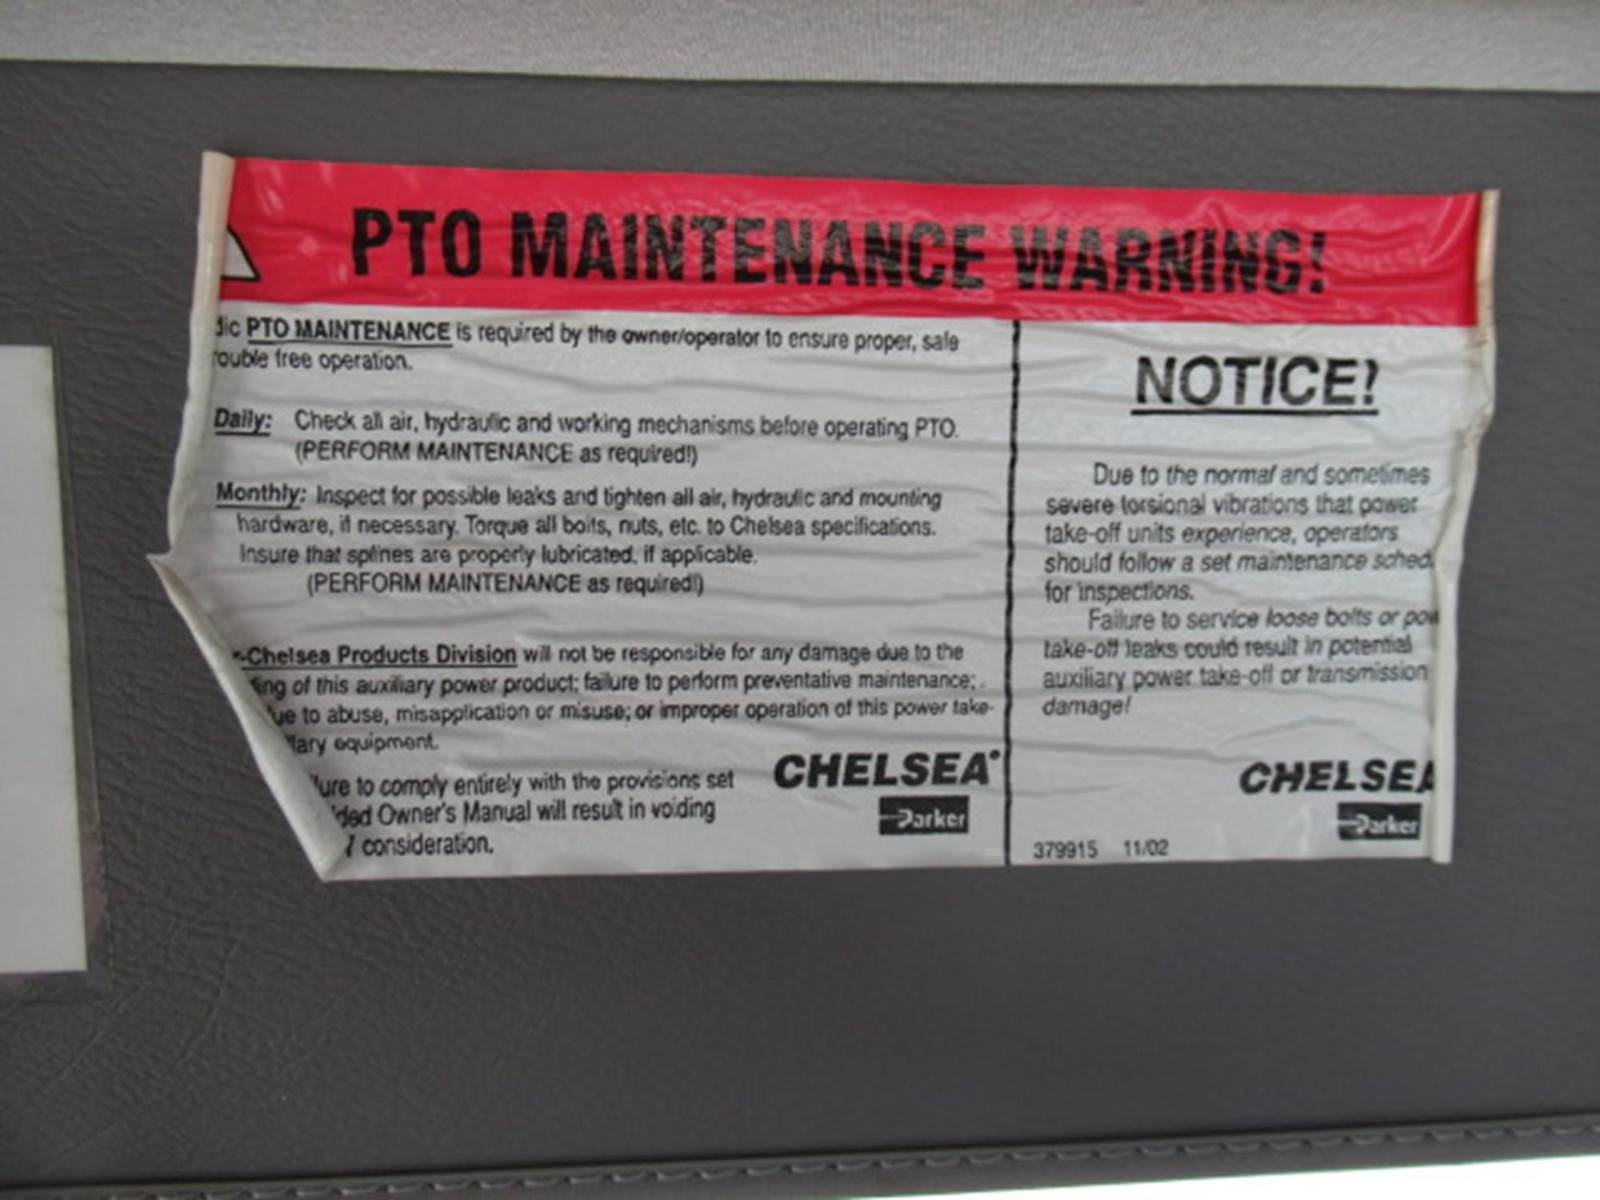 PTO MAINTENANCE WARNING!
dic PTO MAINTENANCE is required by the owner/operator to ensure proper, safe
rouble free operation.
Daily: Check all air, hydraulic and working mechanisms before operating PTO.
(PERFORM MAINTENANCE as required!)
Monthly: Inspect for possible leaks and tighten all air, hydraulic and mounting
hardware, if necessary. Torque all bolts, nuts, etc. to Chelsea specifications.
Insure that splines are properly lubricated, if applicable.
(PERFORM MAINTENANCE as required!)
-Chelsea Products Division will not be responsible for any damage due to the
ing of this auxiliary power product; failure to perform preventative maintenance;
ue to abuse, misapplication or misuse; or improper operation of this power take-
llary equipment.
lure to comply entirely with the provisions set
ded Owner's Manual will result in voiding
consideration.
CHELSEA
Parker
NOTICE!
Due to the normal and sometimes
severe torsional vibrations that power
take-off units experience, operators
should follow a set maintenance sched
for inspections.
Failure to service loose bolts or pow
take-off leaks could result in potential
auxiliary power take-off or transmission
damage!
CHELSEA
Parker
379915 11/02